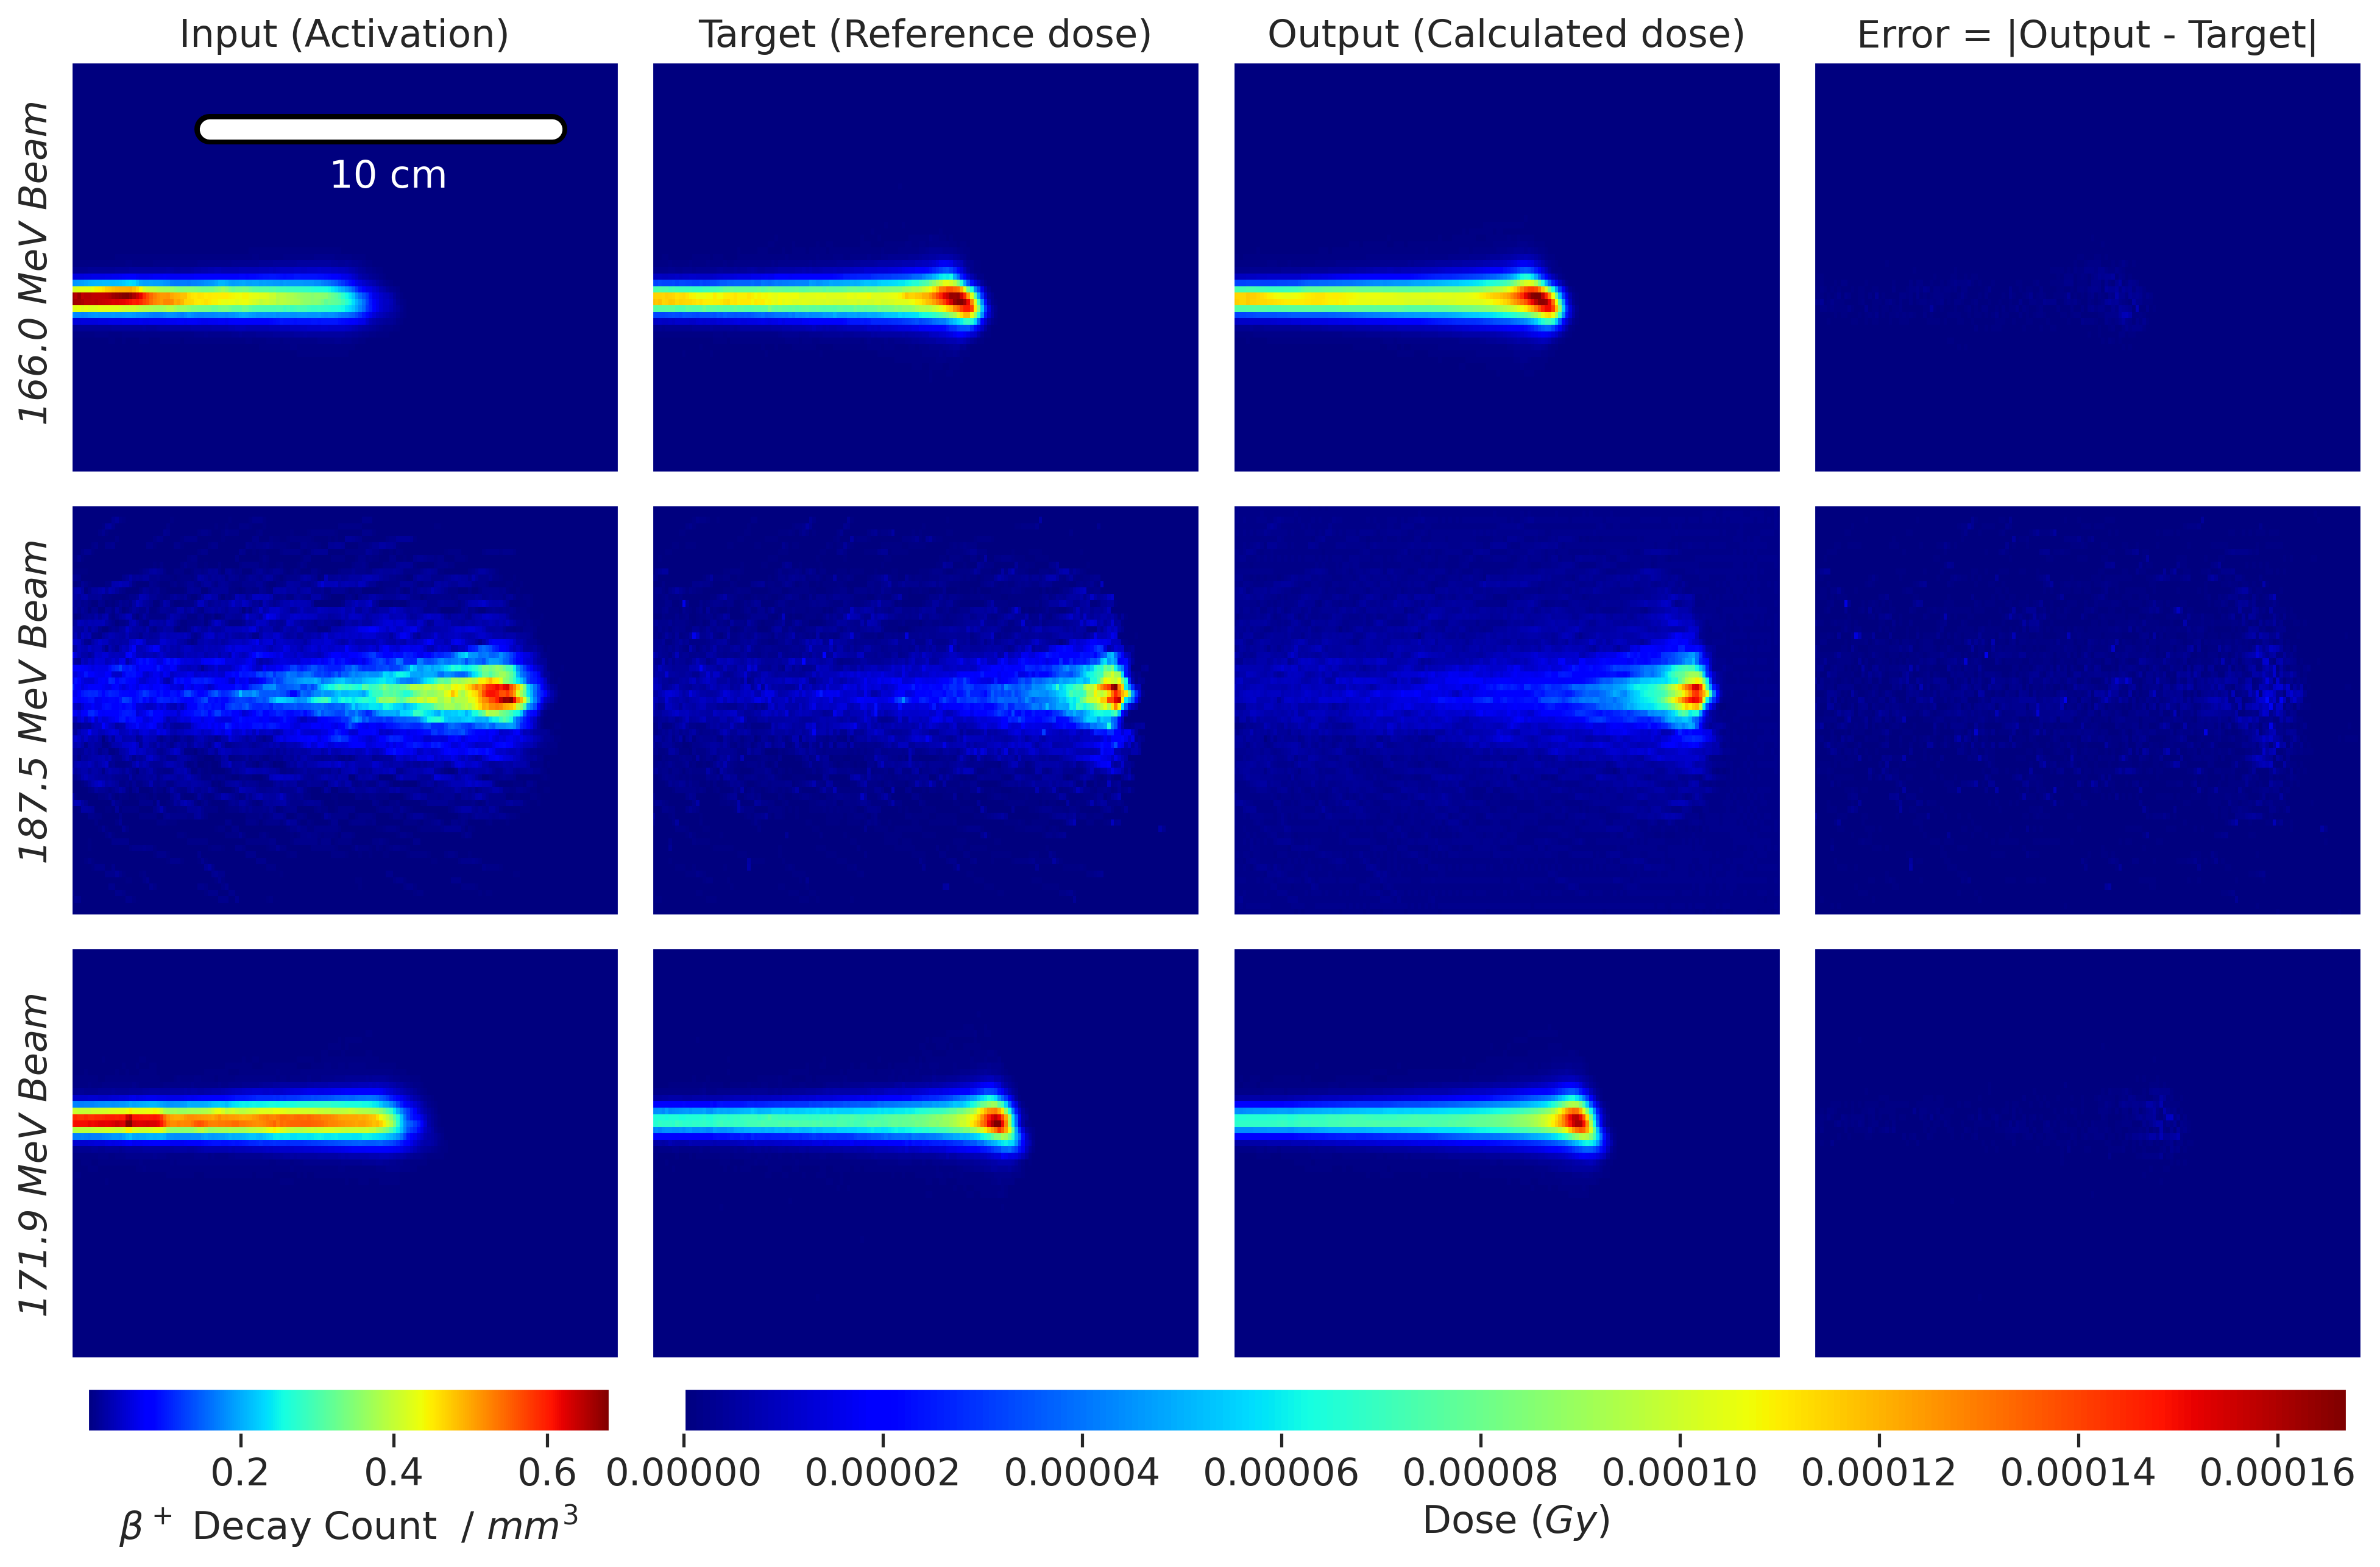 Input (Activation)
Target (Reference dose)
Output (Calculated dose)
Error = |Output - Target|
166.0 MeV Beam
10 cm
187.5 MeV Beam
171.9 MeV Beam
0.2 0.4 0.6
β⁺ Decay Count / mm³
0.00000 0.00002 0.00004 0.00006 0.00008 0.00010 0.00012 0.00014 0.00016
Dose (Gy)